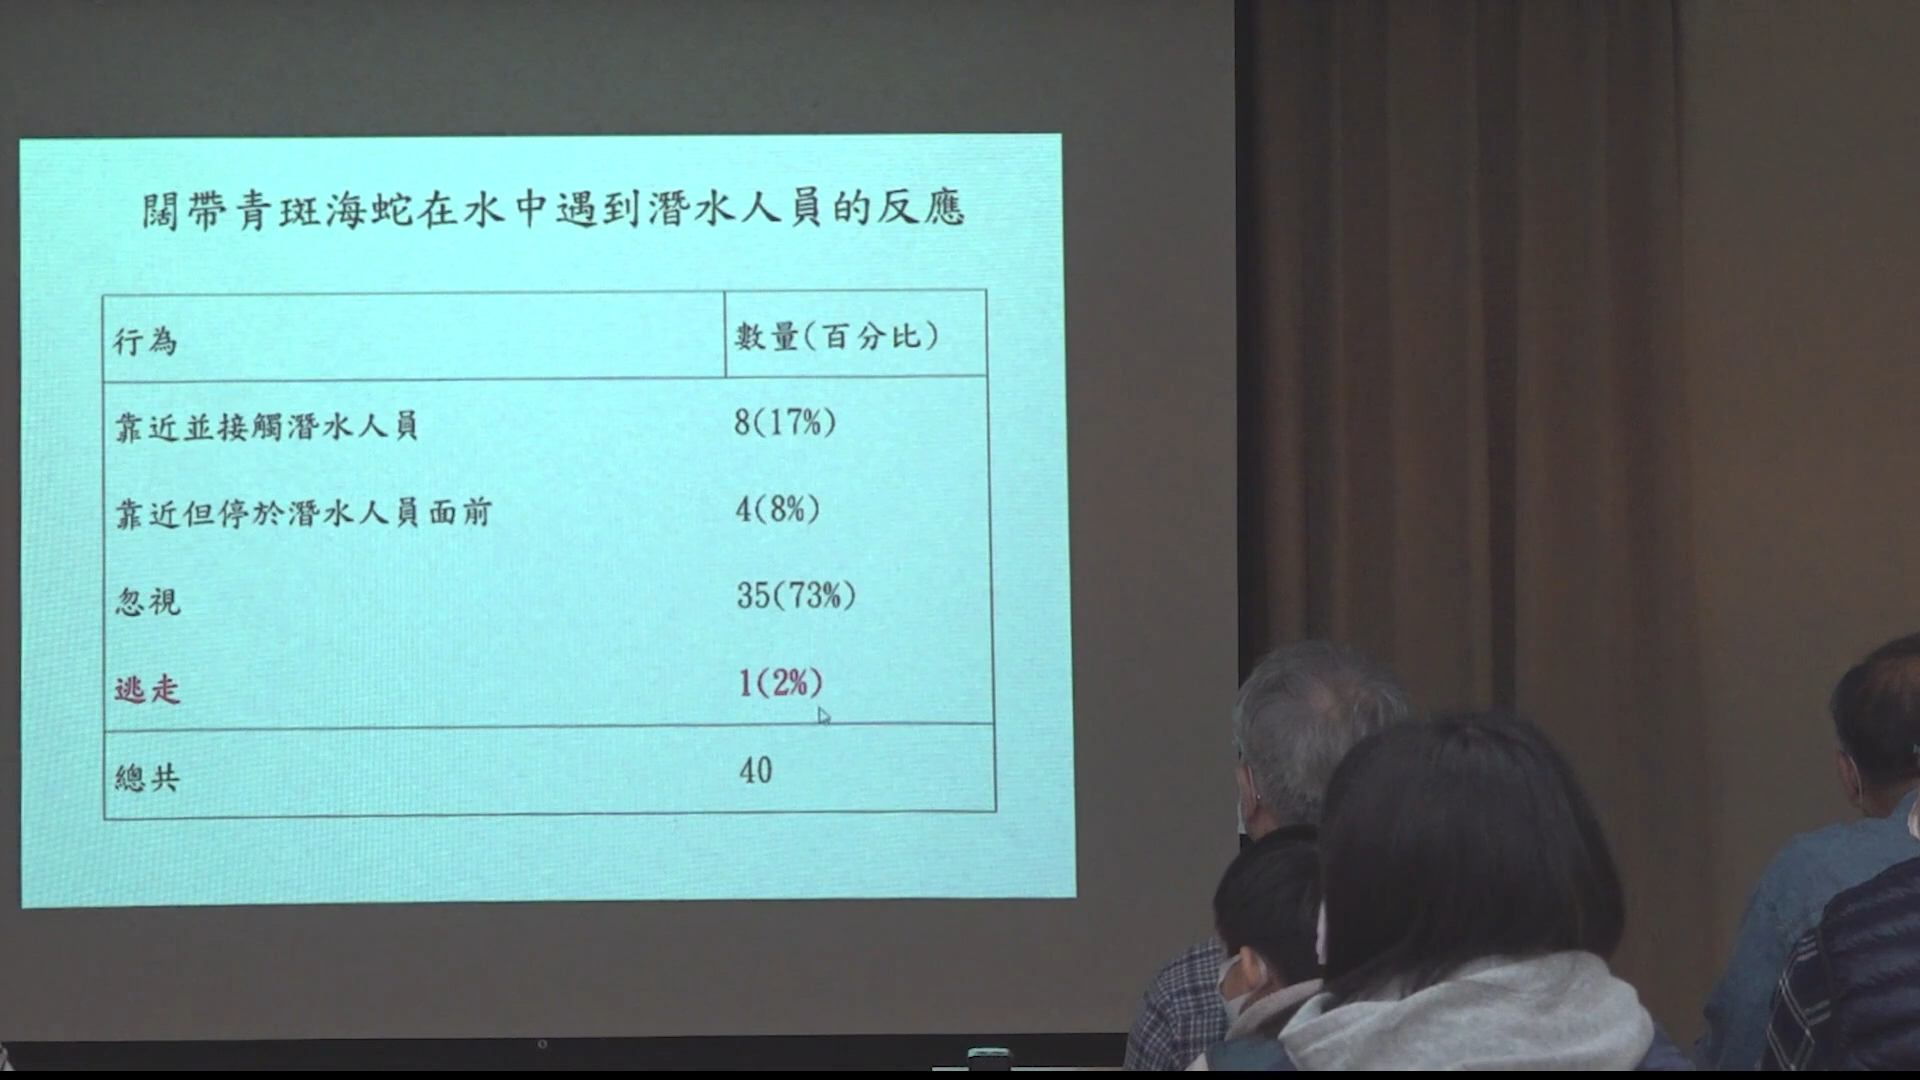 闊帶青斑海蛇在水中遇到潛水人員的反應
行為 數量(百分比)
靠近並接觸潛水人員 8(17%)
靠近但停於潛水人員面前 4(8%)
忽視 35(73%)
逃走 1(2%)
總共 40